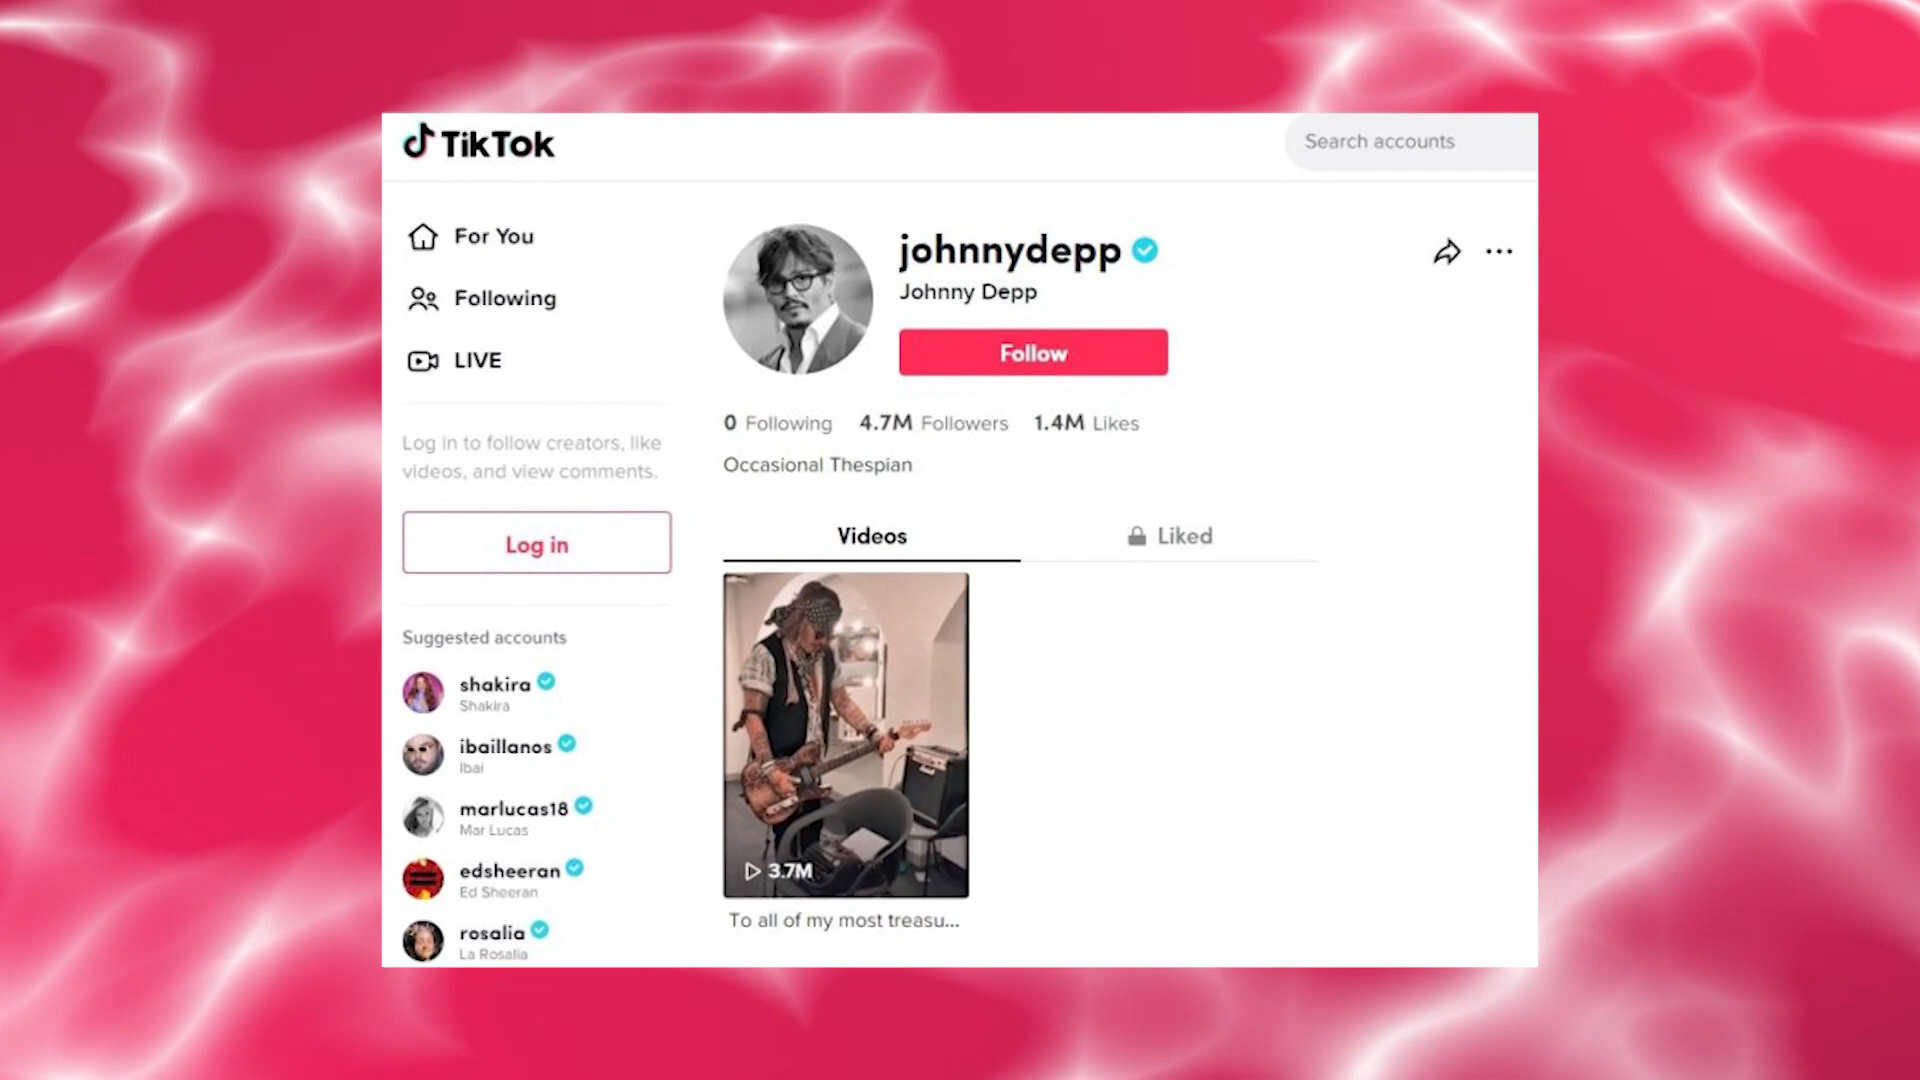 TikTok
Search accounts
For You
Following
LIVE
Log in to follow creators, like
videos, and view comments.
Log in
Suggested accounts
shakira
Shakira
ibaillanos
Ibai
marlucas18
Mar Lucas
edsheeran
Ed Sheeran
rosalia
La Rosalia
johnnydepp
Johnny Depp
Follow
0 Following 4.7M Followers 1.4M Likes
Occasional Thespian
Videos Liked
3.7M
To all of my most treasu...